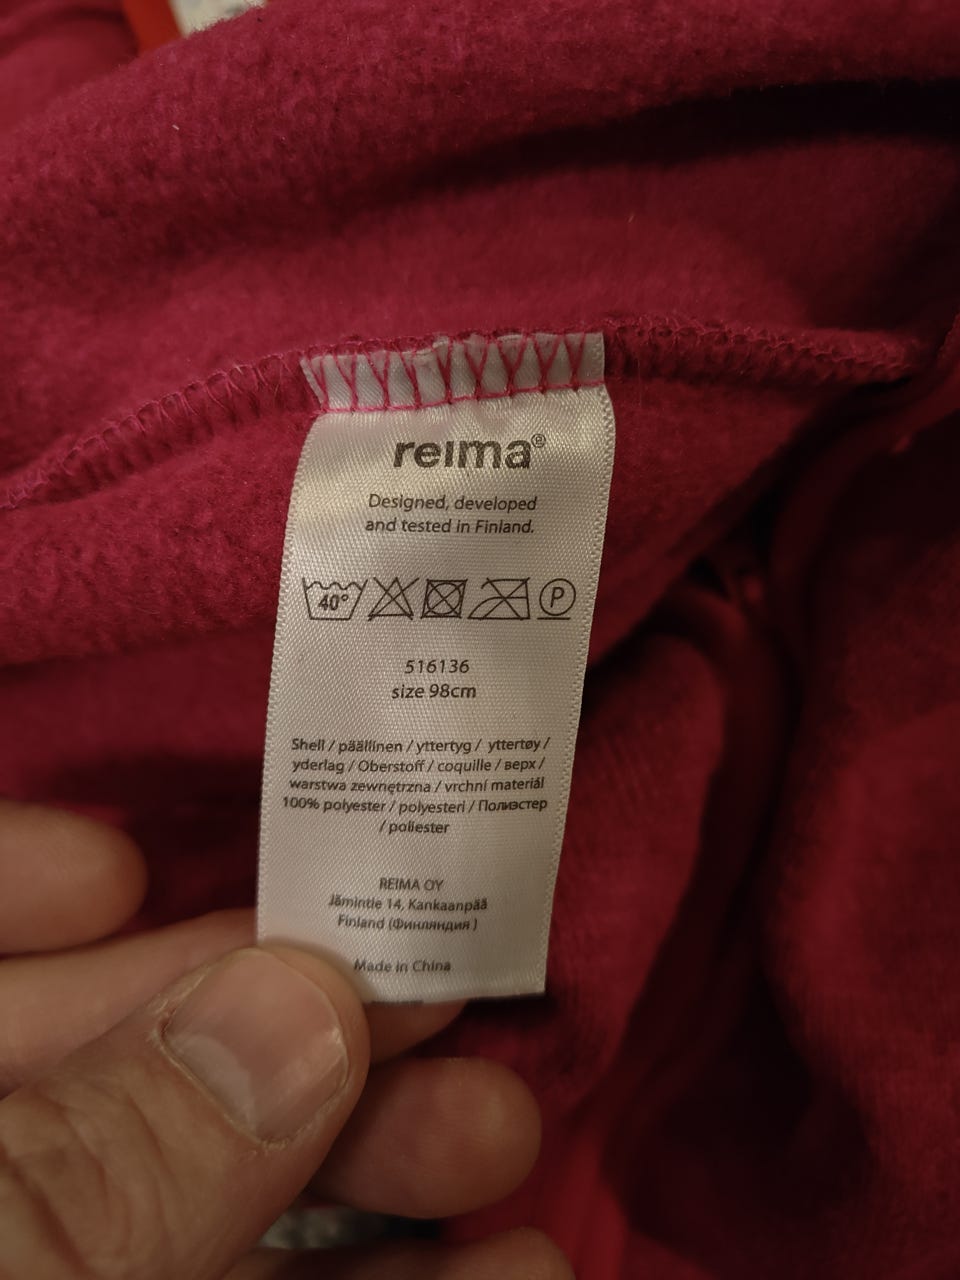 reima®
Designed, developed
and tested in Finland.
40°
P
516136
size 98cm
Shell / päällinen / yttertyg / yttertøy /
yderlag / Oberstoff / coquille / верх /
warstwa zewnętrzna / vrchní materiál
100% polyester / polyesteri / Полиэстер
/ poliester
REIMA OY
Jämintie 14, Kankaanpää
Finland (Финляндия )
Made in China